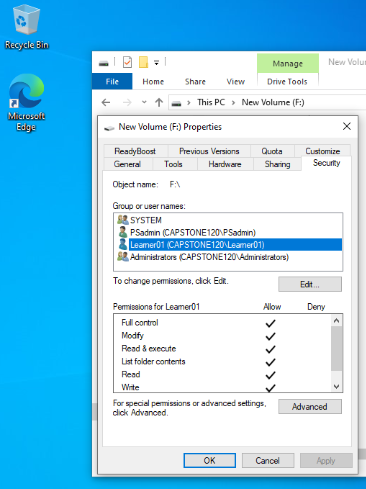 Recycle Bin
Microsoft
Edge
Manage
New Volu
File
Home
Share
View
Drive Tools
This PC > New Volume (F:) >
New Volume (F:) Properties
ReadyBoost
Previous Versions
Quota
Customize
General
Tools
Hardware
Sharing
Security
Object name: F:\
Group or user names:
SYSTEM
PSadmin (CAPSTONE120\PSadmin)
Learner01 (CAPSTONE120\Learner01)
Administrators (CAPSTONE120\Administrators)
To change permissions, click Edit.
Edit...
Permissions for Learner01
Allow
Deny
Full control
Modify
Read & execute
List folder contents
Read
Write
For special permissions or advanced settings,
click Advanced.
Advanced
OK
Cancel
Apply